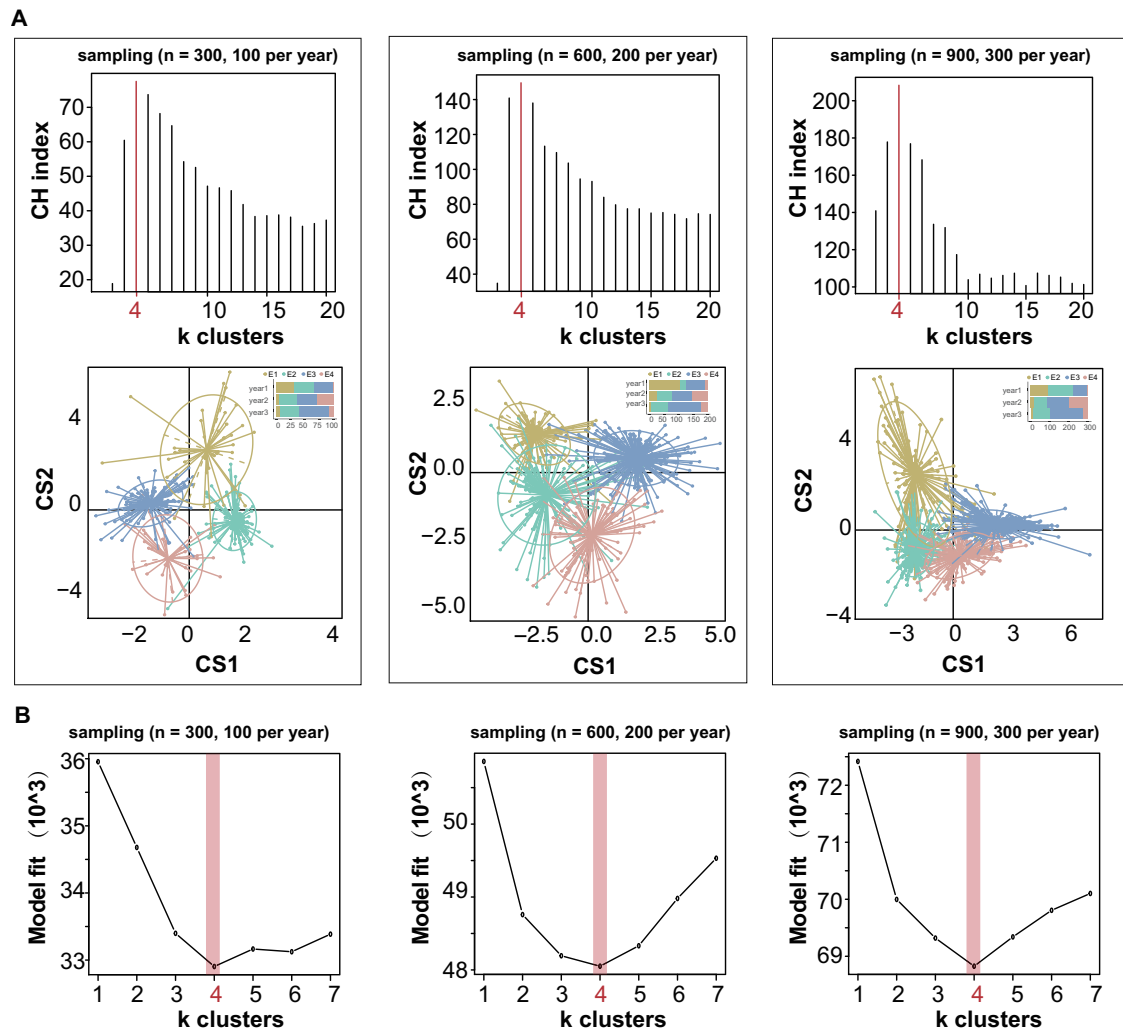 A
sampling (n = 300, 100 per year)
CH index
70
60
50
40
30
20
4
10
20
k clusters
sampling (n = 600, 200 per year)
CH index
140
120
100
80
60
40
4
10
15
20
k clusters
sampling (n = 900, 300 per year)
CH index
200
180
160
140
120
100
4
10
15
20
k clusters
E1 E2 E3 E4
year1
year2
year3
0 25 50 75 100
CS2
4
0
−4
−2 0 2 4
CS1
E1 E2 E3 E4
year1
year2
year3
0 50 100 150 200
CS2
2.5
0.0
−2.5
−5.0
−2.5 0.0 2.5 5.0
CS1
E1 E2 E3 E4
year1
year2
year3
0 100 200 300
CS2
4
0
−4
−3 0 3 6
CS1
B
sampling (n = 300, 100 per year)
Model fit (10^3)
36
35
34
33
1 2 3 4 5 6 7
k clusters
sampling (n = 600, 200 per year)
Model fit (10^3)
50
49
48
1 2 3 4 5 6 7
k clusters
sampling (n = 900, 300 per year)
Model fit (10^3)
72
71
70
69
1 2 3 4 5 6 7
k clusters